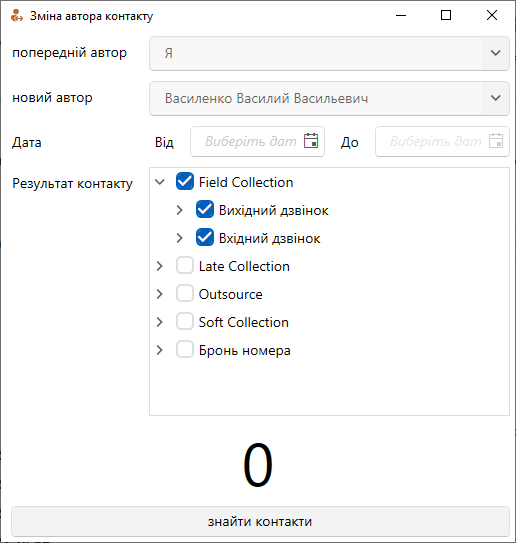 Зміна автора контакту
попередній автор Я
новий автор Василенко Василий Васильевич
Дата Від Виберіть дат До Виберіть дат
Результат контакту Field Collection
Вихідний дзвінок
Вхідний дзвінок
Late Collection
Outsource
Soft Collection
Бронь номера
0
знайти контакти